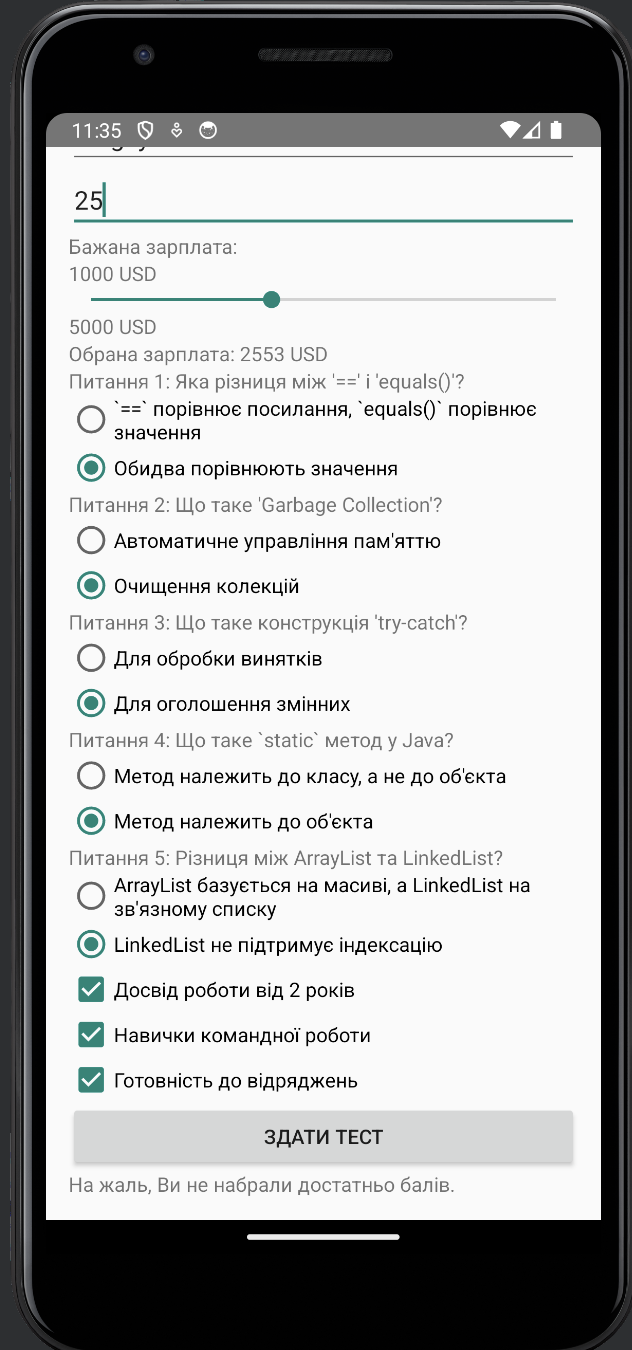 11:35
25
Бажана зарплата:
1000 USD
5000 USD
Обрана зарплата: 2553 USD
Питання 1: Яка різниця між '==' і 'equals()'?
`==` порівнює посилання, `equals()` порівнює
значення
Обидва порівнюють значення
Питання 2: Що таке 'Garbage Collection'?
Автоматичне управління пам'яттю
Очищення колекцій
Питання 3: Що таке конструкція 'try-catch'?
Для обробки винятків
Для оголошення змінних
Питання 4: Що таке `static` метод у Java?
Метод належить до класу, а не до об'єкта
Метод належить до об'єкта
Питання 5: Різниця між ArrayList та LinkedList?
ArrayList базується на масиві, а LinkedList на
зв'язному списку
LinkedList не підтримує індексацію
Досвід роботи від 2 років
Навички командної роботи
Готовність до відряджень
ЗДАТИ ТЕСТ
На жаль, Ви не набрали достатньо балів.